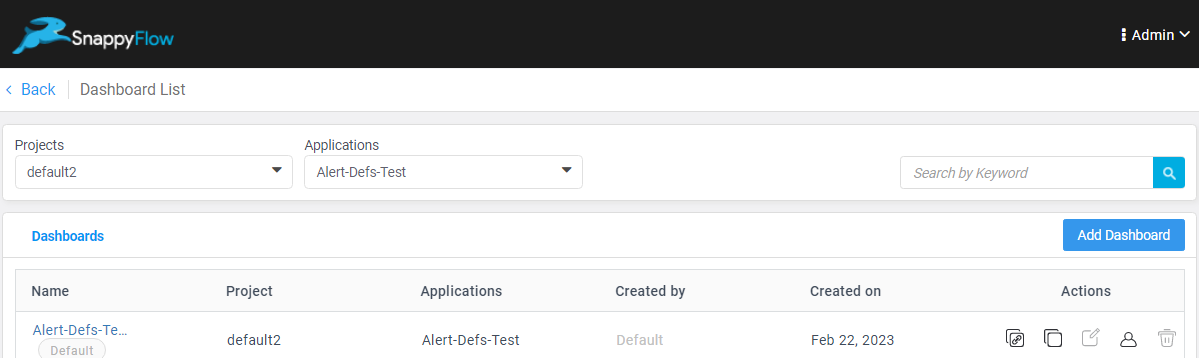 SnappyFlow
Admin
Back
Dashboard List
Projects
Applications
default2
Alert-Defs-Test
Search by Keyword
Dashboards
Add Dashboard
Name Project Applications Created by Created on Actions
Alert-Defs-Te... default2 Alert-Defs-Test Default Feb 22, 2023
Default